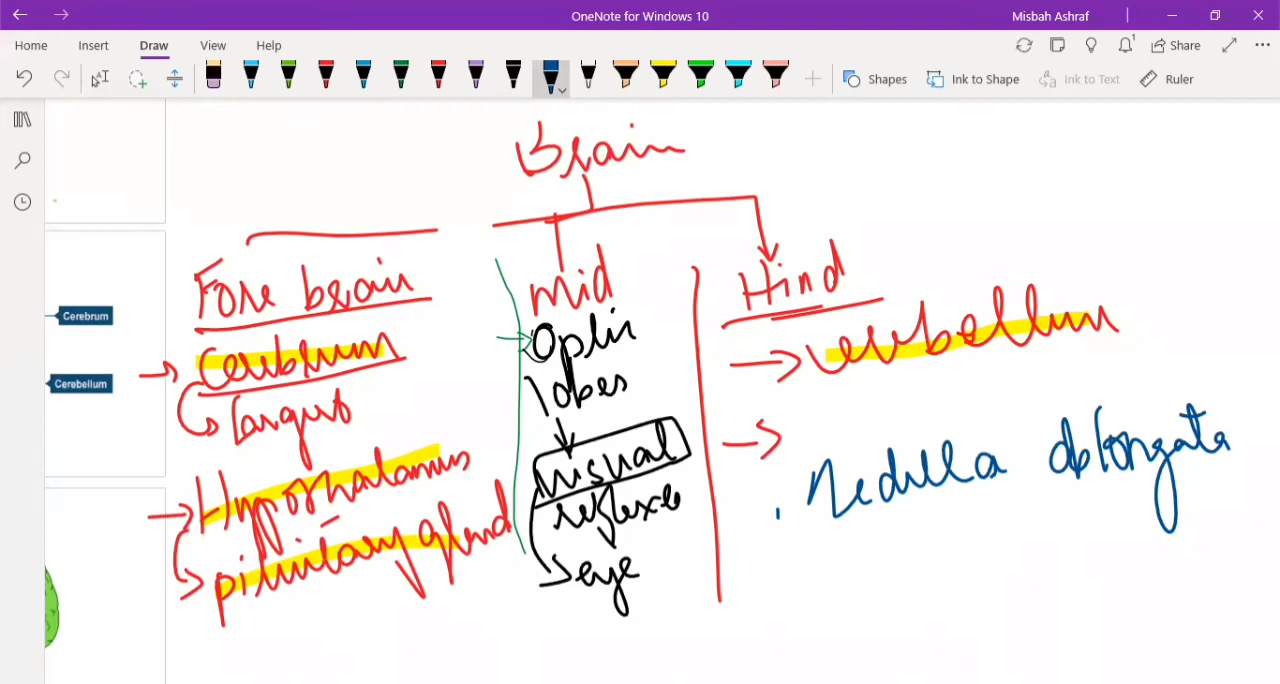 OneNote for Windows 10
Misbah Ashraf
Home Insert Draw View Help
1
Share
Shapes
Ink to Shape
Ink to Text
Ruler
Brain
Fore brain
Cerebrum
Largest
Hypothalamus
pituitary gland
Mid
Optic
lobes
visual
reflexes
eye
Hind
Cerebellum
Medulla oblongata
Cerebrum
Cerebellum